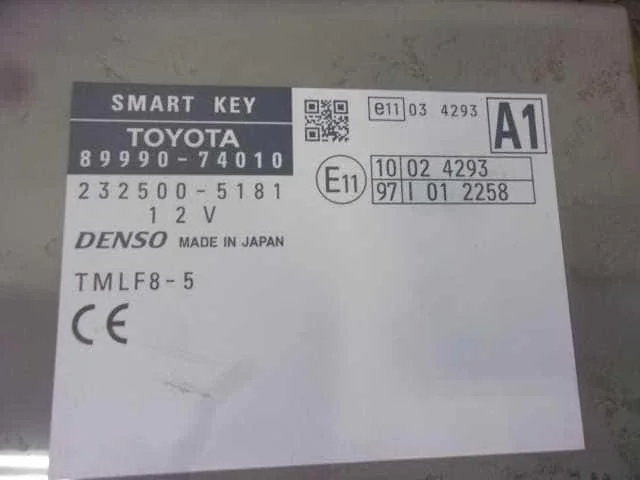 SMART KEY
TOYOTA
89990-74010
232500-5181
12V
DENSO MADE IN JAPAN
TMLF8-5
CE
e11 03 4293
A1
E11
10 02 4293
97 I 01 2258